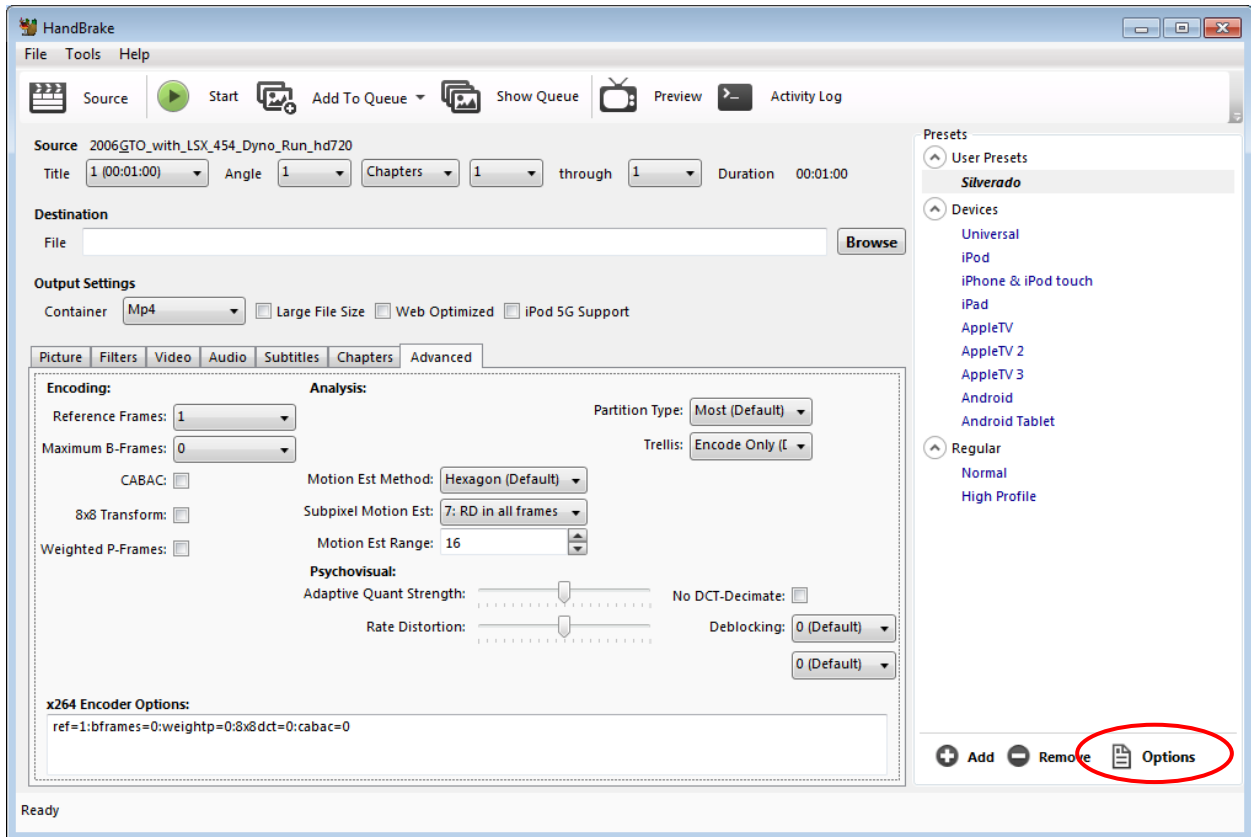 HandBrake
File Tools Help
Source Start Add To Queue Show Queue Preview Activity Log
Source 2006GTO_with_LSX_454_Dyno_Run_hd720
Title 1 (00:01:00) Angle 1 Chapters 1 through 1 Duration 00:01:00
Destination
File Browse
Output Settings
Container Mp4 Large File Size Web Optimized iPod 5G Support
Picture Filters Video Audio Subtitles Chapters Advanced
Encoding: Analysis:
Reference Frames: 1 Partition Type: Most (Default)
Maximum B-Frames: 0 Trellis: Encode Only (
CABAC: Motion Est Method: Hexagon (Default)
8x8 Transform: Subpixel Motion Est: 7: RD in all frames
Weighted P-Frames: Motion Est Range: 16
Psychovisual:
Adaptive Quant Strength: No DCT-Decimate:
Rate Distortion: Deblocking: 0 (Default)
0 (Default)
x264 Encoder Options:
ref=1:bframes=0:weightp=0:8x8dct=0:cabac=0
Presets
User Presets
Silverado
Devices
Universal
iPod
iPhone & iPod touch
iPad
AppleTV
AppleTV 2
AppleTV 3
Android
Android Tablet
Regular
Normal
High Profile
Add Remove Options
Ready